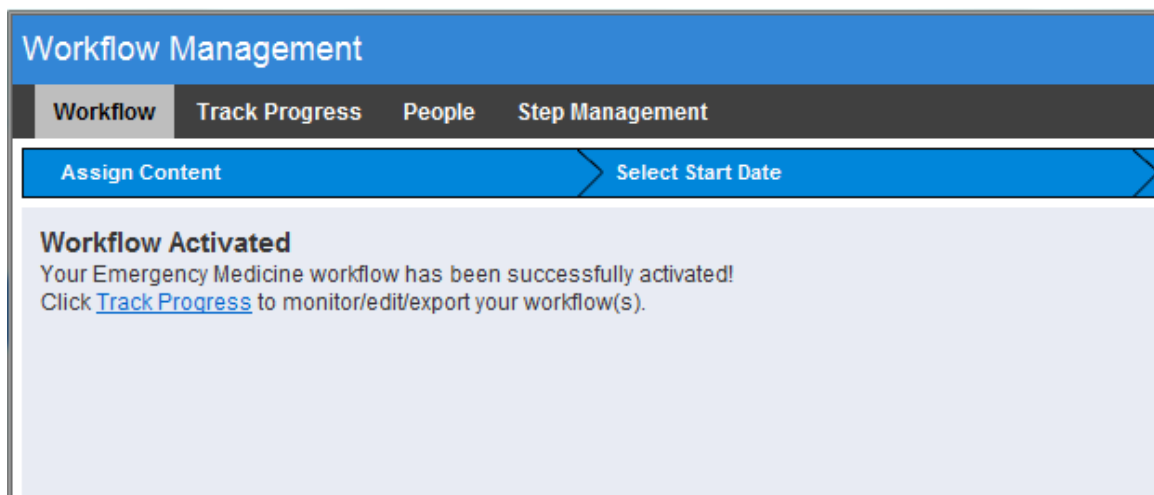 Workflow Management
Workflow Track Progress People Step Management
Assign Content Select Start Date
Workflow Activated
Your Emergency Medicine workflow has been successfully activated!
Click Track Progress to monitor/edit/export your workflow(s).